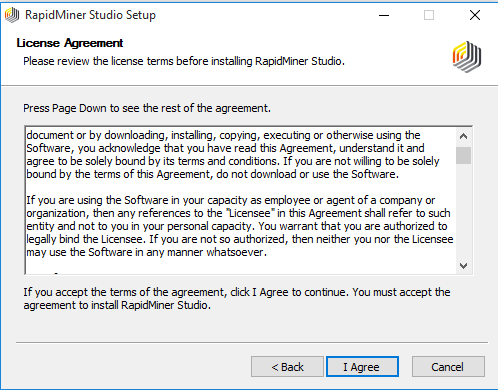 RapidMiner Studio Setup
License Agreement
Please review the license terms before installing RapidMiner Studio.
Press Page Down to see the rest of the agreement.
document or by downloading, installing, copying, executing or otherwise using the
Software, you acknowledge that you have read this Agreement, understand it and
agree to be solely bound by its terms and conditions. If you are not willing to be solely
bound by the terms of this Agreement, do not download or use the Software.
If you are using the Software in your capacity as employee or agent of a company or
organization, then any references to the "Licensee" in this Agreement shall refer to such
entity and not to you in your personal capacity. You warrant that you are authorized to
legally bind the Licensee. If you are not so authorized, then neither you nor the Licensee
may use the Software in any manner whatsoever.
If you accept the terms of the agreement, click I Agree to continue. You must accept the
agreement to install RapidMiner Studio.
< Back
I Agree
Cancel